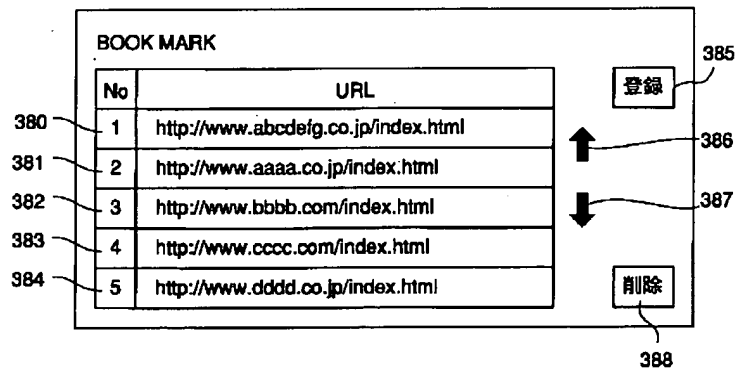 BOOK MARK
385
No URL
登録
380
1 http://www.abcdefg.co.jp/index.html
386
381
2 http://www.aaaa.co.jp/index.html
382
3 http://www.bbbb.com/index.html
387
383
4 http://www.cccc.com/index.html
384
5 http://www.dddd.co.jp/index.html
削除
388